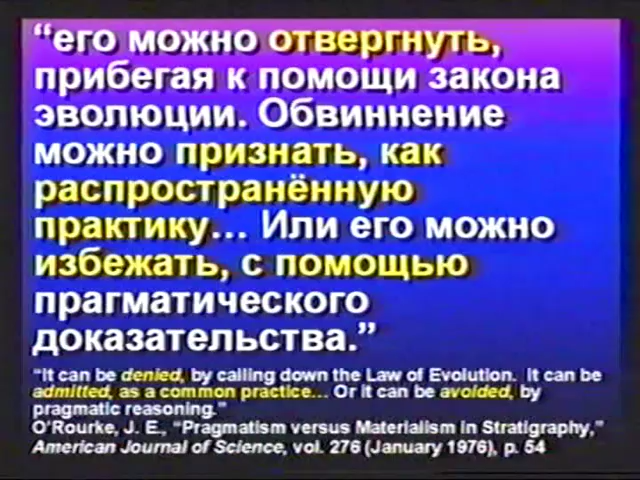 “его можно отвергнуть,
прибегая к помощи закона
эволюции. Обвиннение
можно признать, как
распространённую
практику… Или его можно
избежать, с помощью
прагматического
доказательства.”
“It can be denied, by calling down the Law of Evolution.  It can be
admitted, as a common practice… Or it can be avoided, by
pragmatic reasoning.”
O’Rourke, J. E., “Pragmatism versus Materialism in Stratigraphy,”
American Journal of Science, vol. 276 (January 1976), p. 54